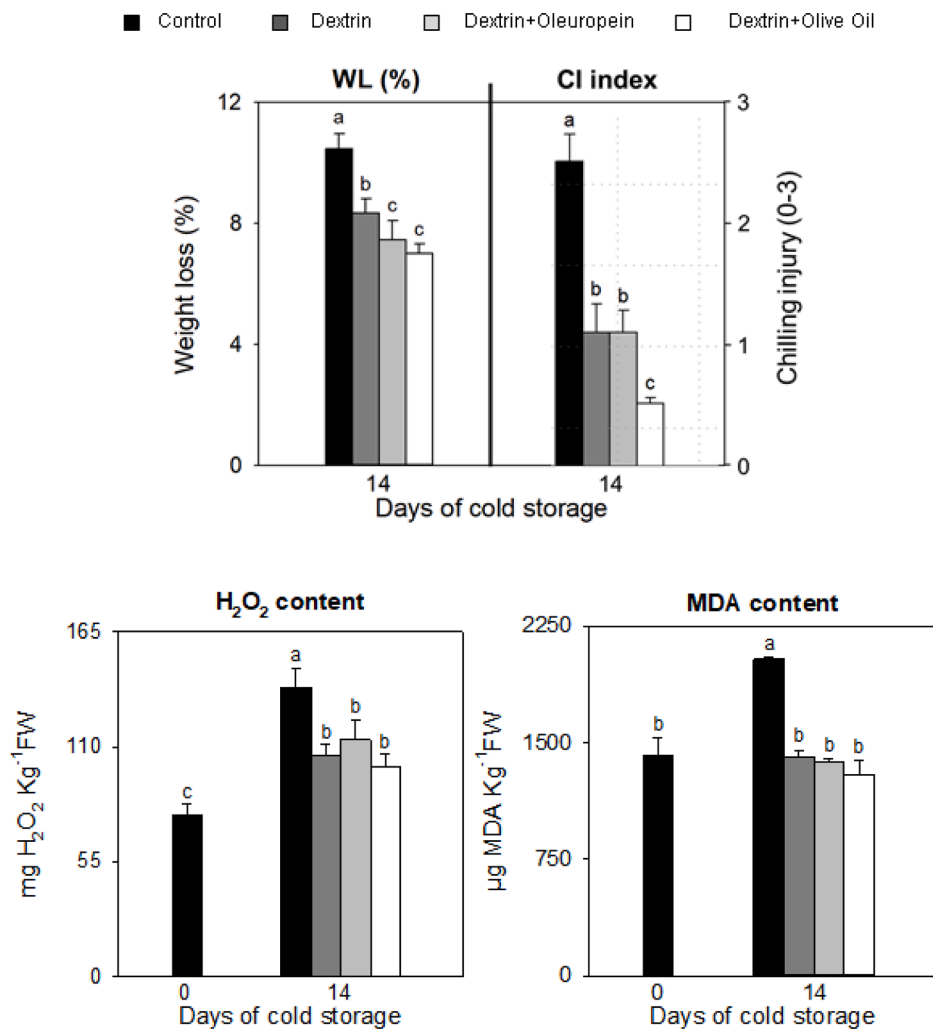 Control Dextrin Dextrin+Oleuropein Dextrin+Olive Oil
WL (%) CI index
Weight loss (%)
12
8
4
0
a
b
c
c
a
b
b
c
3
2
1
0
Chilling injury (0-3)
14 14
Days of cold storage
H₂O₂ content
mg H₂O₂ Kg⁻¹FW
165
110
55
0
c
a
b
b
b
0 14
Days of cold storage
MDA content
µg MDA Kg⁻¹FW
2250
1500
750
0
b
a
b
b
b
0 14
Days of cold storage